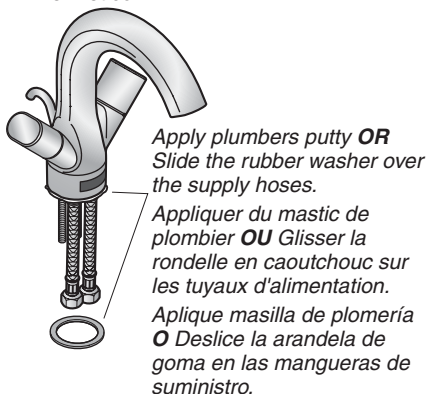 Apply plumbers putty OR
Slide the rubber washer over
the supply hoses.
Appliquer du mastic de
plombier OU Glisser la
rondelle en caoutchouc sur
les tuyaux d'alimentation.
Aplique masilla de plomería
O Deslice la arandela de
goma en las mangueras de
suministro.